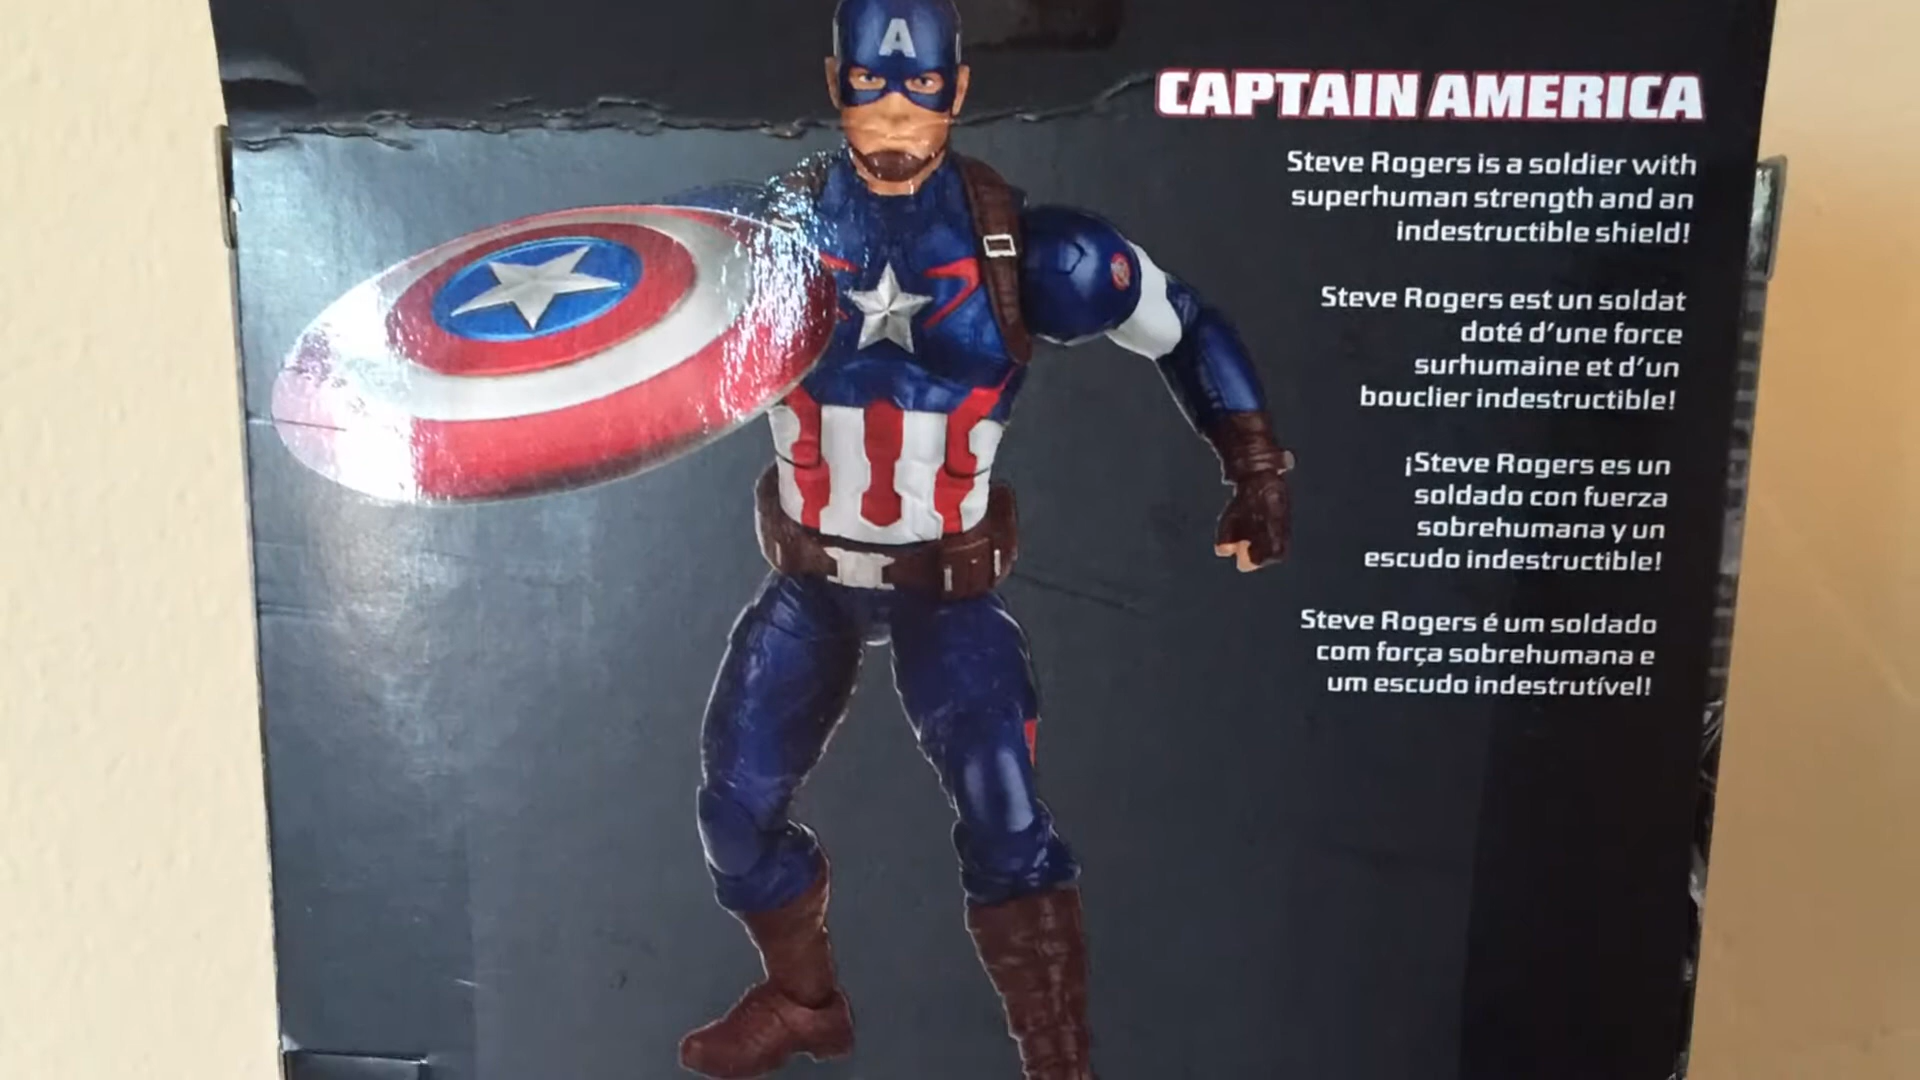 A
CAPTAIN AMERICA
Steve Rogers is a soldier with
superhuman strength and an
indestructible shield!
Steve Rogers est un soldat
doté d'une force
surhumaine et d'un
bouclier indestructible!
¡Steve Rogers es un
soldado con fuerza
sobrehumana y un
escudo indestructible!
Steve Rogers é um soldado
com força sobrehumana e
um escudo indestrutível!